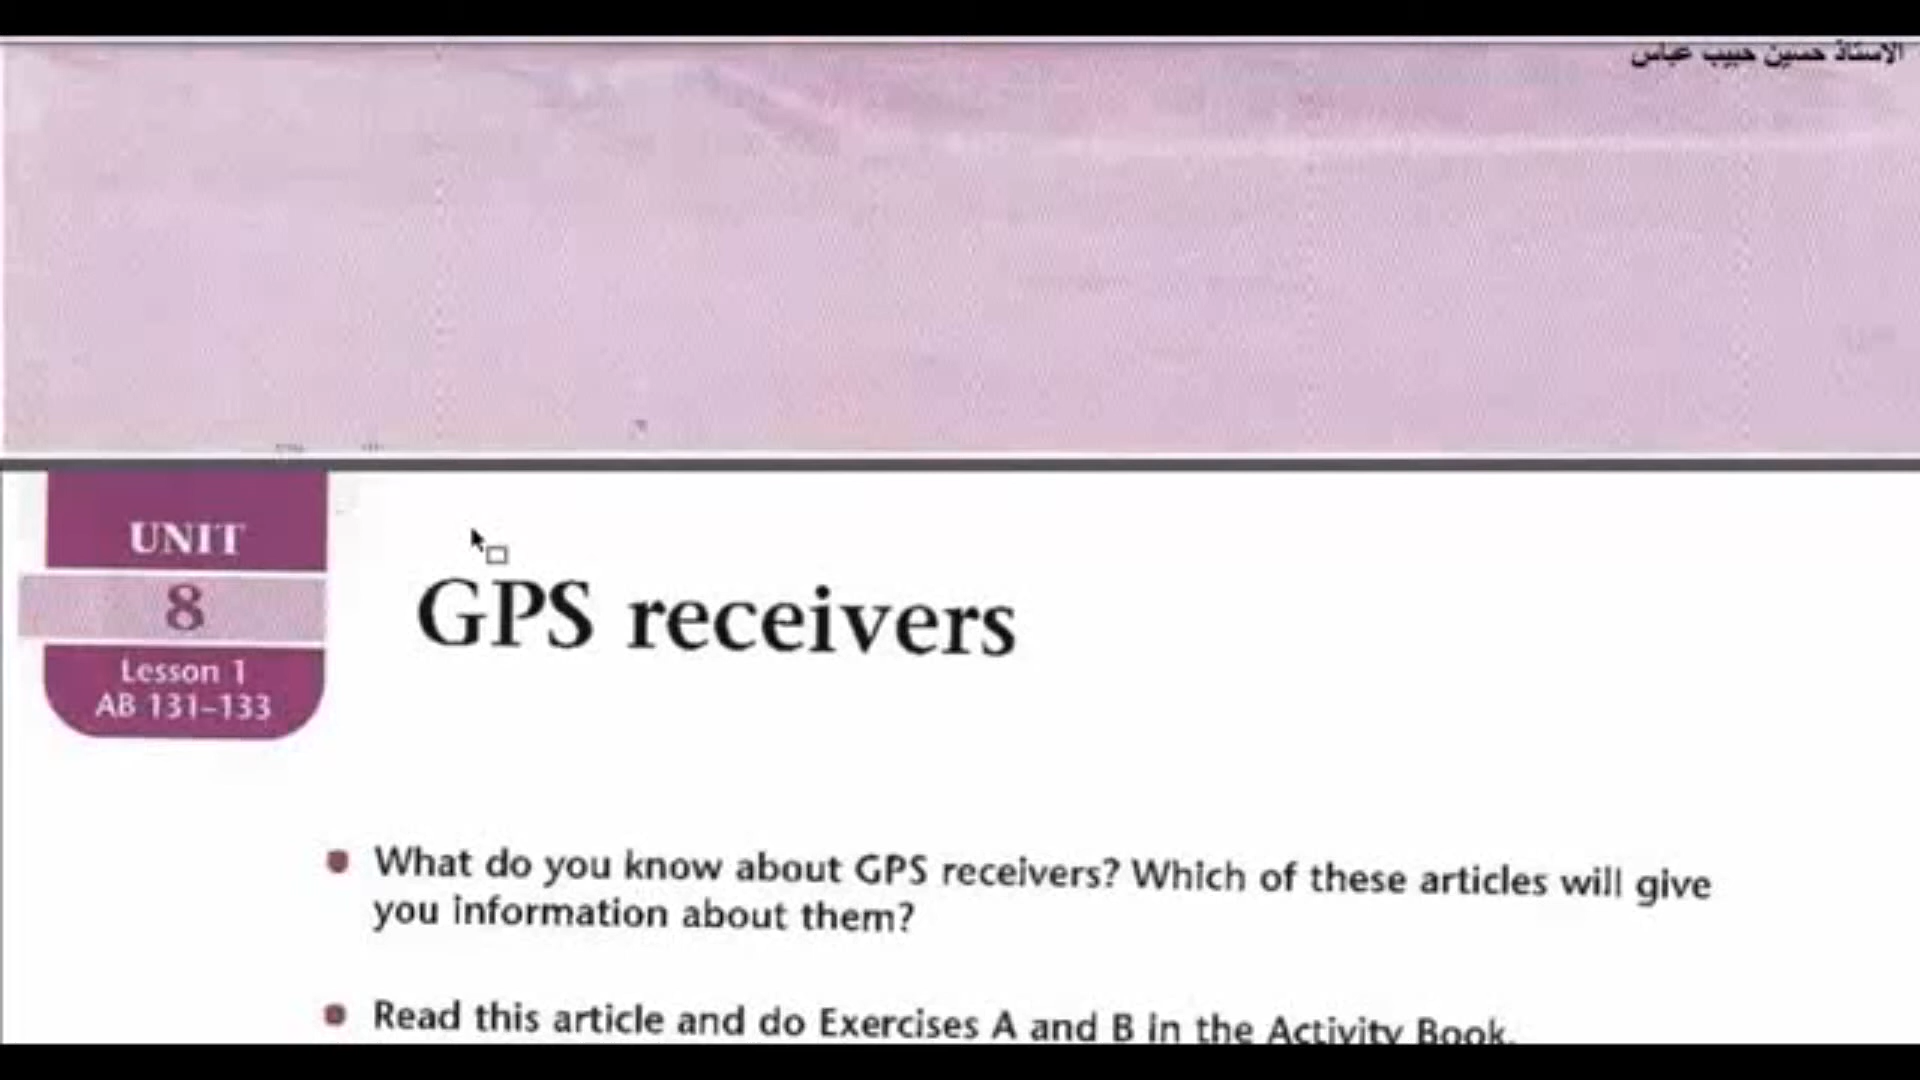 الاستاذ حسين حبيب عباس
UNIT
8
Lesson 1
AB 131–133
GPS receivers
What do you know about GPS receivers? Which of these articles will give
you information about them?
Read this article and do Exercises A and B in the Activity Book.